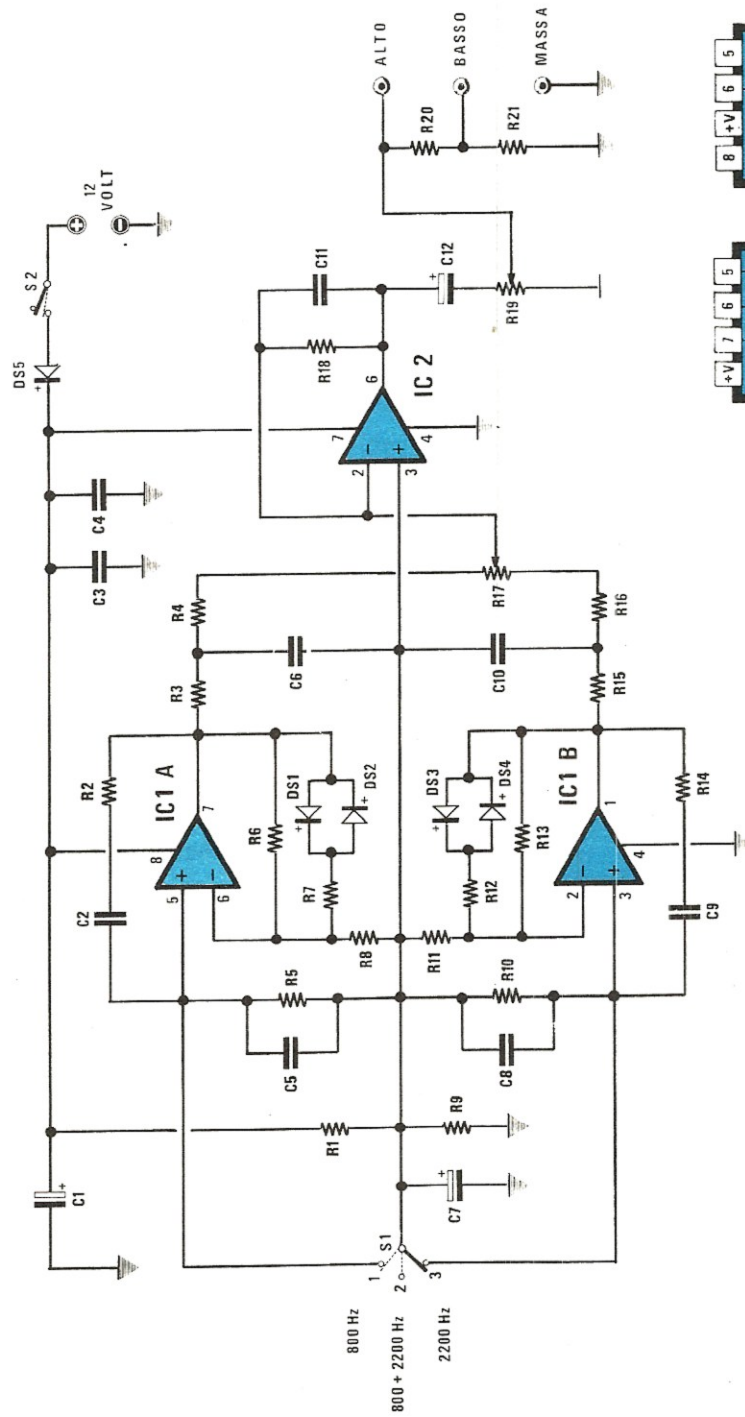 12
VOLT
S2
DS5
C1
C3
C4
R1
C2
R2
IC1 A
5
6
7
8
R3
R4
C5
R5
R6
R7
DS1
DS2
R8
C6
R17
2
3
7
4
6
IC 2
R18
C11
C12
R19
ALTO
R20
BASSO
R21
MASSA
800 Hz
800 + 2200 Hz
2200 Hz
1
2
3
S1
C7
R9
C8
R10
R11
R12
DS3
DS4
R13
C10
R15
R16
IC1 B
2
3
1
4
C9
R14
+V 7 6 5
8 +V 6 5